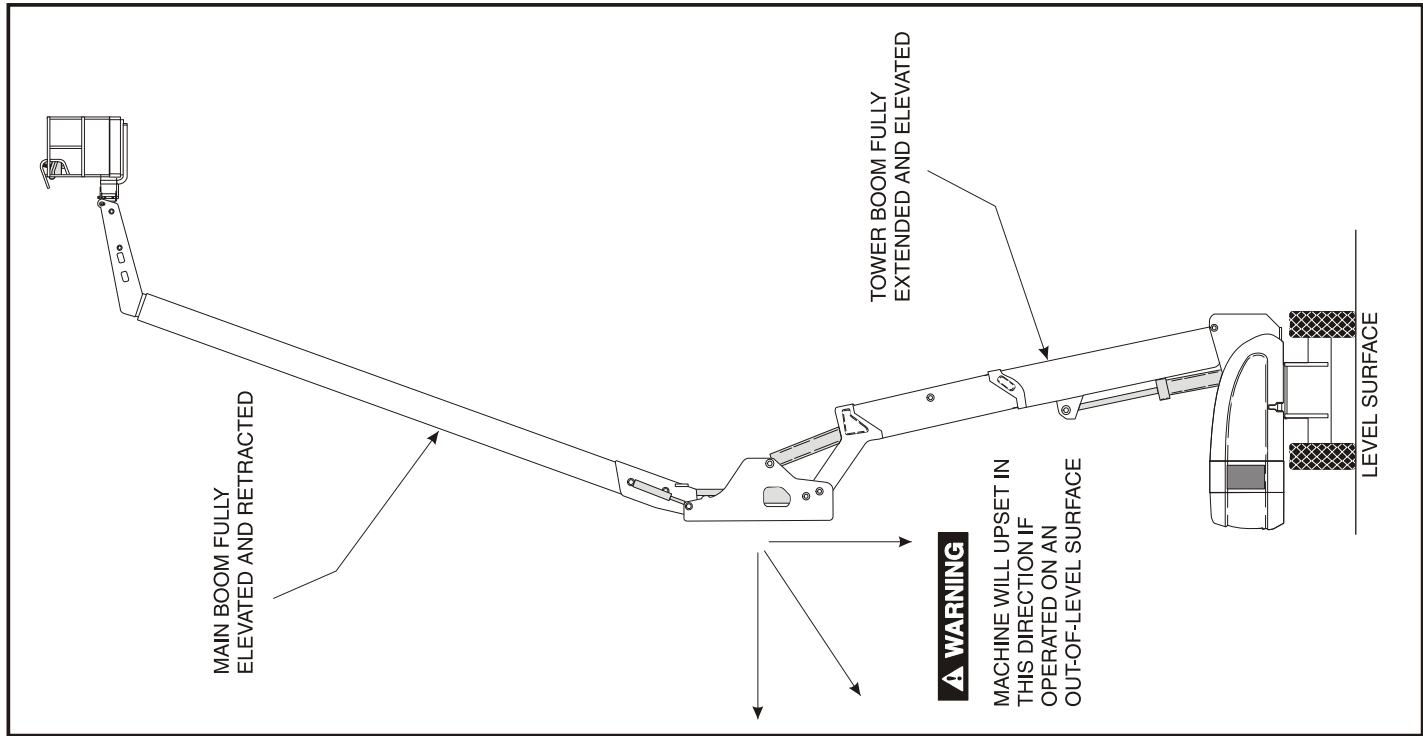 MAIN BOOM FULLY
ELEVATED AND RETRACTED
TOWER BOOM FULLY
EXTENDED AND ELEVATED
WARNING
MACHINE WILL UPSET IN
THIS DIRECTION IF
OPERATED ON AN
OUT-OF-LEVEL SURFACE
LEVEL SURFACE